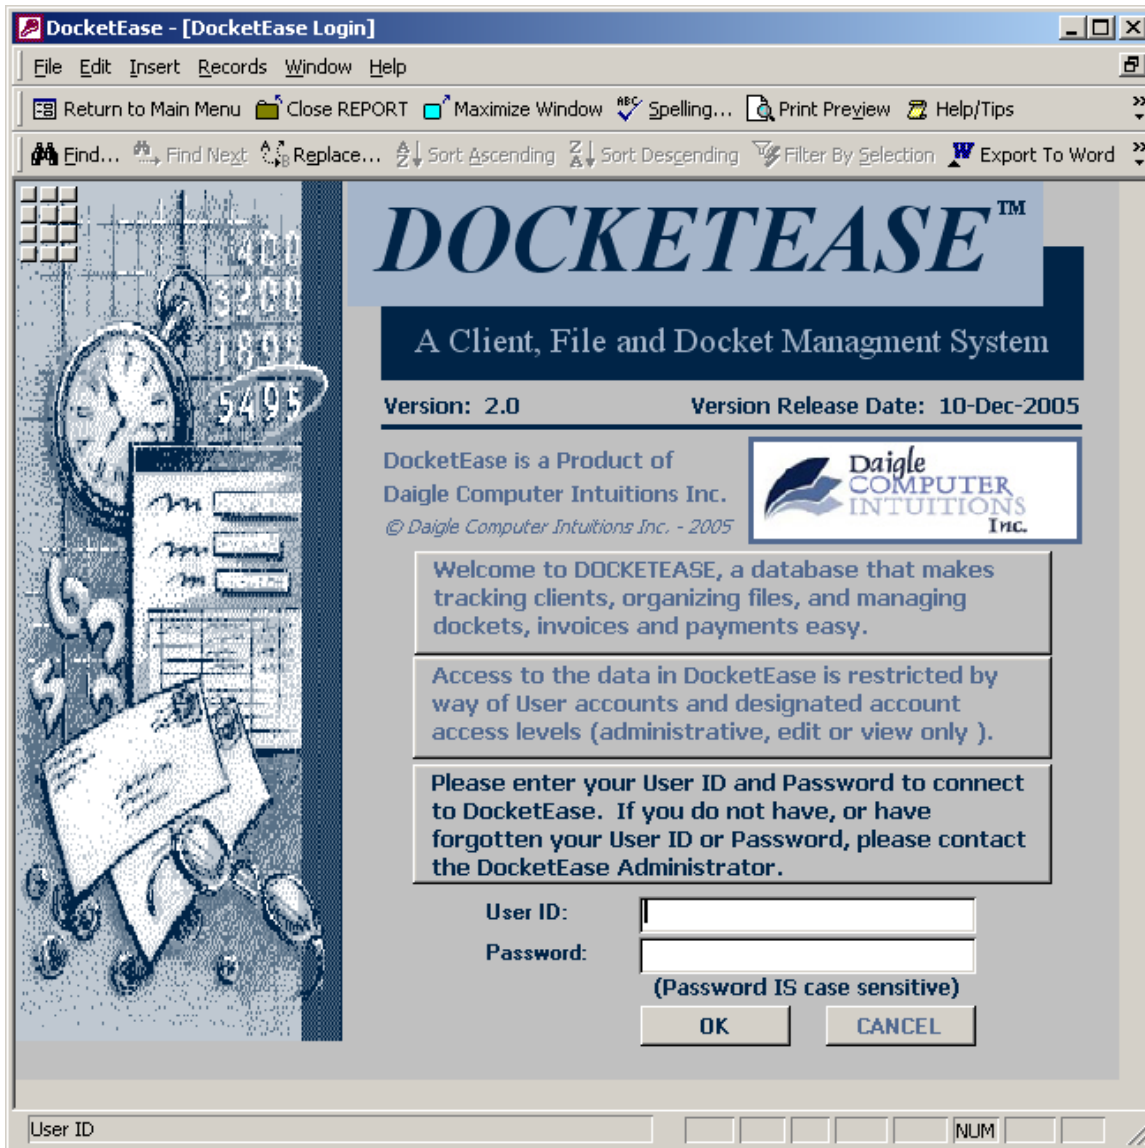 DocketEase - [DocketEase Login]
File Edit Insert Records Window Help
Return to Main Menu Close REPORT Maximize Window ABC Spelling... Print Preview Help/Tips
Find... Find Next Replace... Sort Ascending Sort Descending Filter By Selection Export To Word
400
3200
1895
5495
DOCKETEASE™
A Client, File and Docket Managment System
Version: 2.0 Version Release Date: 10-Dec-2005
DocketEase is a Product of
Daigle Computer Intuitions Inc.
© Daigle Computer Intuitions Inc. - 2005
Daigle
COMPUTER
INTUITIONS
Inc.
Welcome to DOCKETEASE, a database that makes
tracking clients, organizing files, and managing
dockets, invoices and payments easy.
Access to the data in DocketEase is restricted by
way of User accounts and designated account
access levels (administrative, edit or view only ).
Please enter your User ID and Password to connect
to DocketEase. If you do not have, or have
forgotten your User ID or Password, please contact
the DocketEase Administrator.
User ID:
Password:
(Password IS case sensitive)
OK CANCEL
User ID NUM